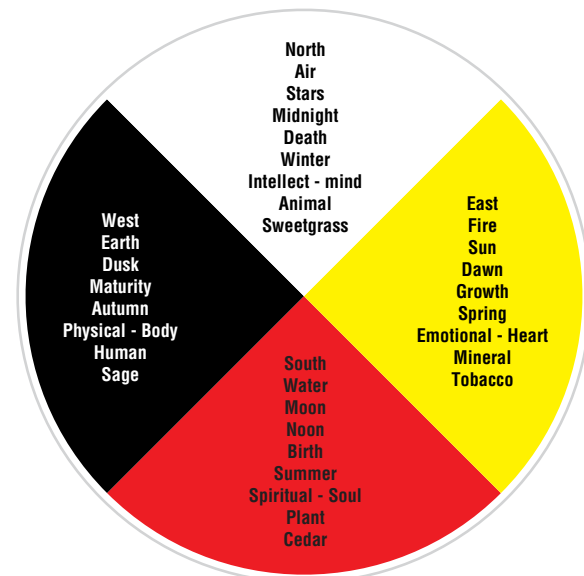 North
Air
Stars
Midnight
Death
Winter
Intellect - mind
Animal
Sweetgrass
West
Earth
Dusk
Maturity
Autumn
Physical - Body
Human
Sage
East
Fire
Sun
Dawn
Growth
Spring
Emotional - Heart
Mineral
Tobacco
South
Water
Moon
Noon
Birth
Summer
Spiritual - Soul
Plant
Cedar